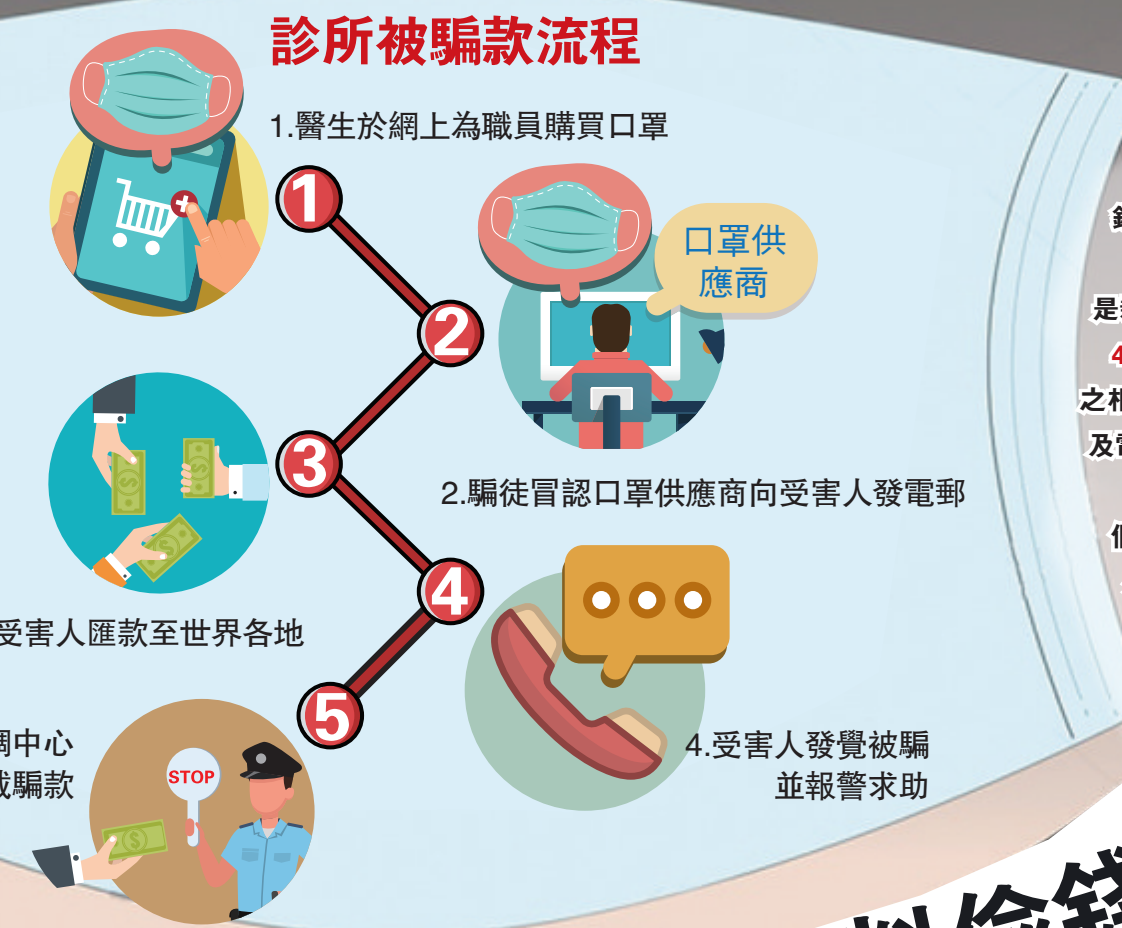 診所被騙款流程
1.醫生於網上為職員購買口罩
1
口罩供
應商
2
3
2.騙徒冒認口罩供應商向受害人發電郵
4
受害人匯款至世界各地
5
4.受害人發覺被騙
並報警求助
中心
騙款
STOP
是
4
之
及
偷錢